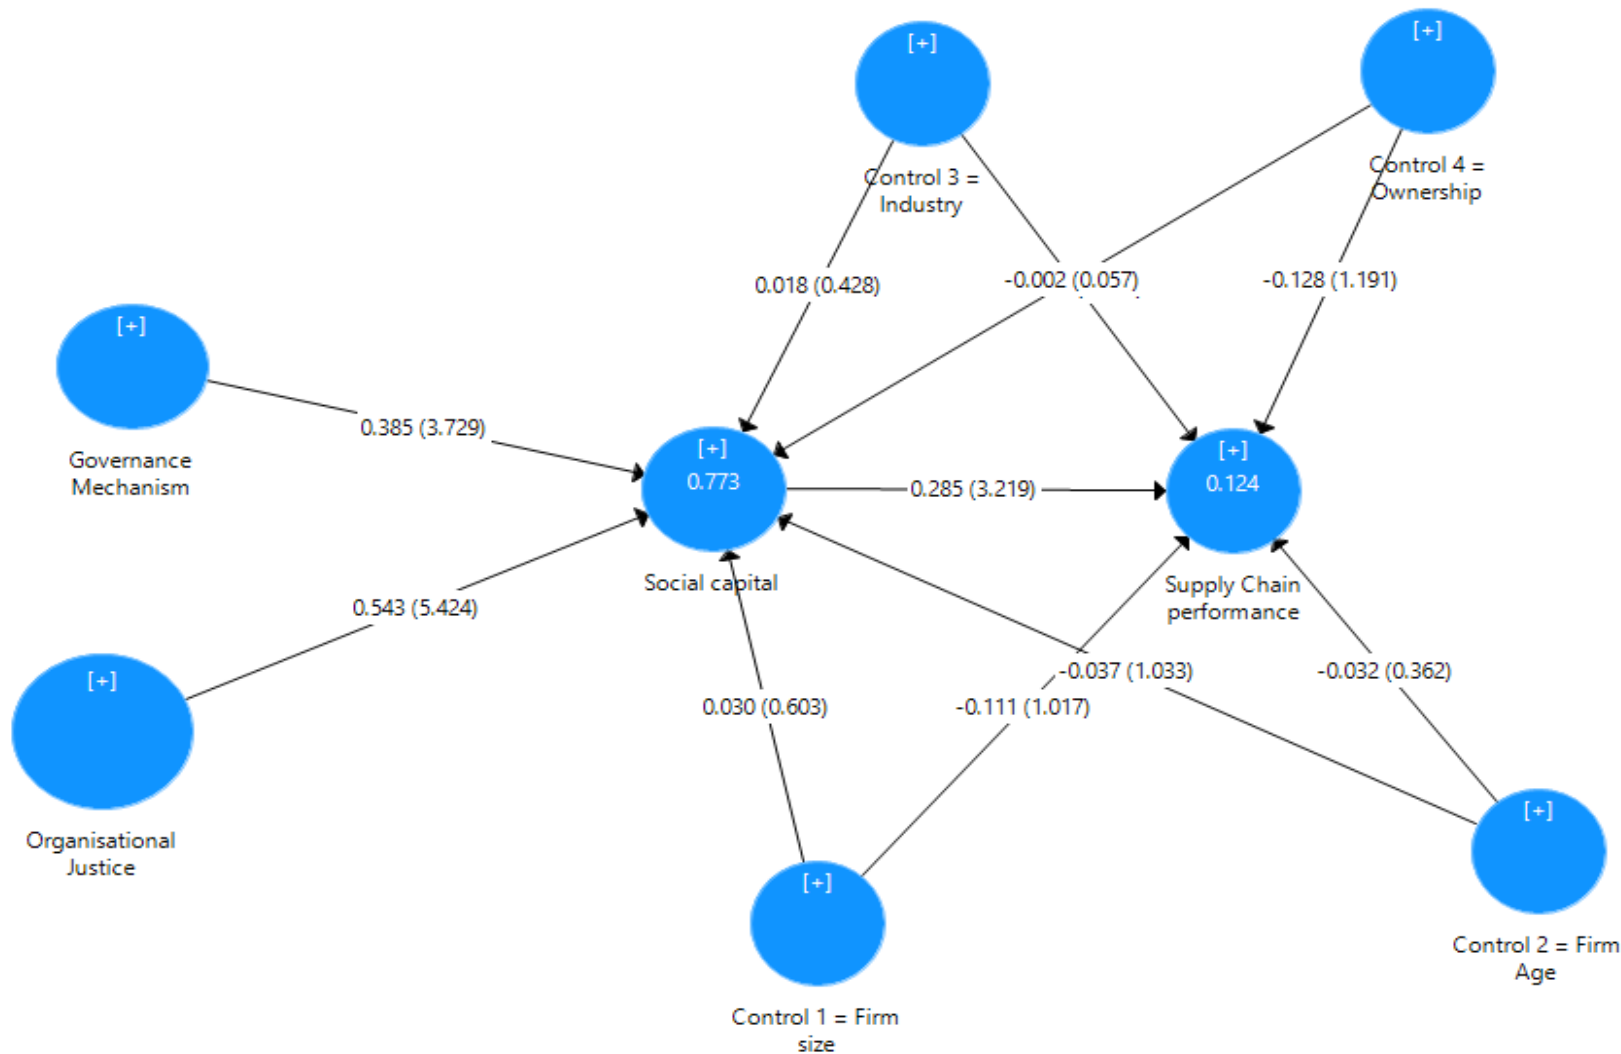 [+]
Control 3 =
Industry
[+]
Control 4 =
Ownership
0.018 (0.428)
-0.002 (0.057)
-0.128 (1.191)
[+]
Governance
Mechanism
0.385 (3.729)
[+]
0.773
Social capital
0.285 (3.219)
[+]
0.124
Supply Chain
performance
0.543 (5.424)
[+]
Organisational
Justice
0.030 (0.603)
-0.111 (1.017)
-0.037 (1.033)
-0.032 (0.362)
[+]
Control 1 = Firm
size
[+]
Control 2 = Firm
Age